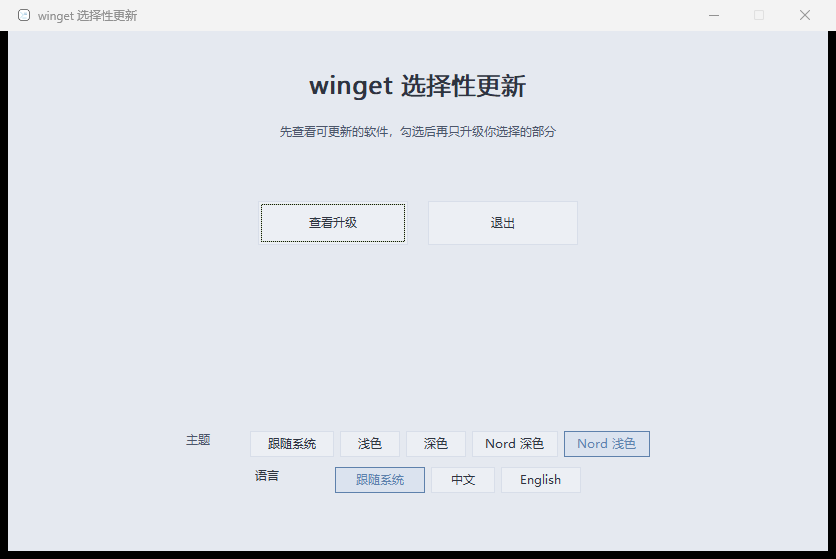 winget 选择性更新
winget 选择性更新
先查看可更新的软件，勾选后再只升级你选择的部分
查看升级 退出
主题 跟随系统 浅色 深色 Nord 深色 Nord 浅色
语言 跟随系统 中文 English